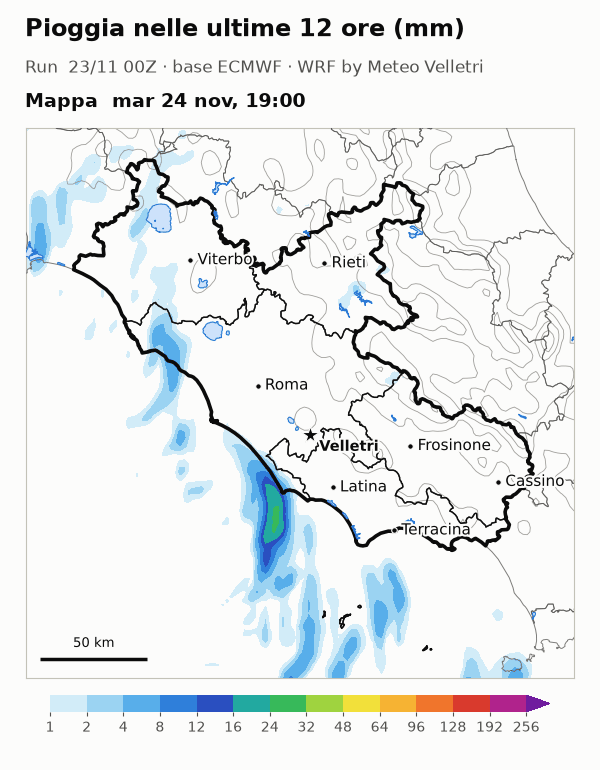 Pioggia nelle ultime 12 ore (mm)
Run  23/11 00Z · base ECMWF · WRF by Meteo Velletri
Mappa  mar 24 nov, 19:00
Viterbo
Rieti
Roma
Velletri
Frosinone
Cassino
Latina
Terracina
50 km
1 2 4 8 12 16 24 32 48 64 96 128 192 256